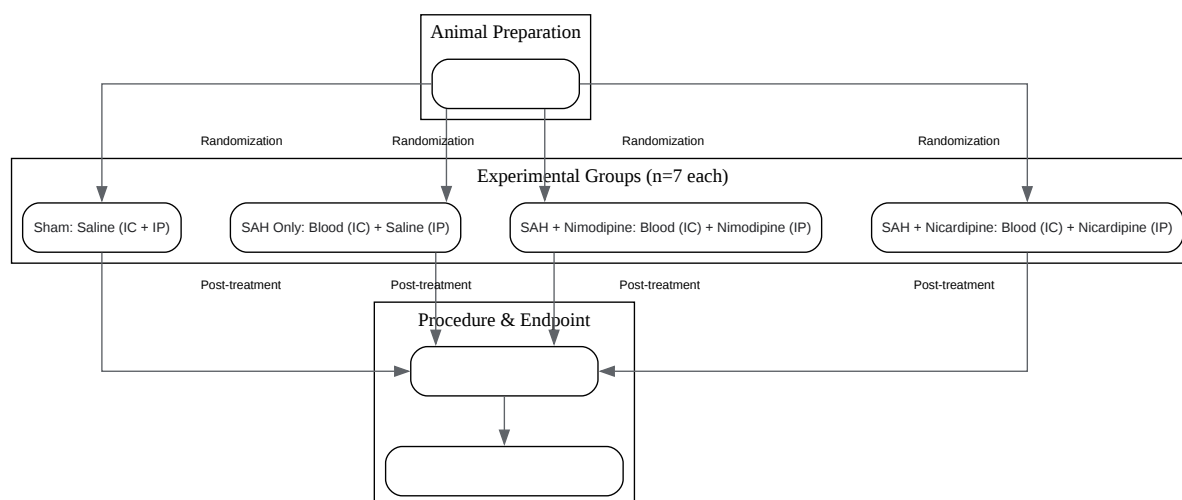 Animal Preparation
Randomization
Randomization
Randomization
Randomization
Experimental Groups (n=7 each)
Sham: Saline (IC + IP)
SAH Only: Blood (IC) + Saline (IP)
SAH + Nimodipine: Blood (IC) + Nimodipine (IP)
SAH + Nicardipine: Blood (IC) + Nicardipine (IP)
Post-treatment
Post-treatment
Post-treatment
Post-treatment
Procedure & Endpoint